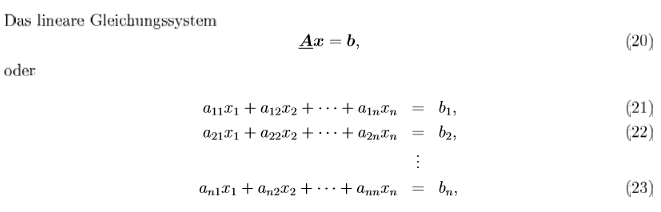 Das lineare Gleichungssystem
A̲x = b, (20)
oder
a₁₁x₁ + a₁₂x₂ + ··· + a₁ₙxₙ = b₁, (21)
a₂₁x₁ + a₂₂x₂ + ··· + a₂ₙxₙ = b₂, (22)
⋮
aₙ₁x₁ + aₙ₂x₂ + ··· + aₙₙxₙ = bₙ, (23)